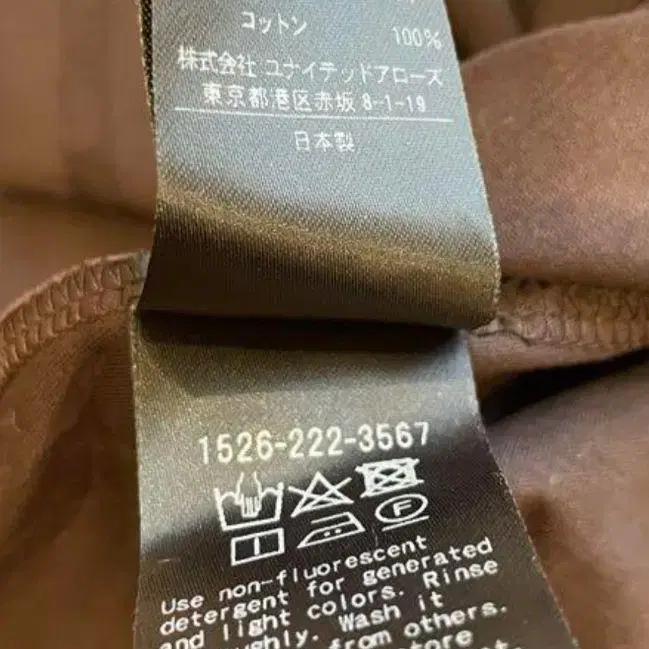 コットン 100%
株式会社 ユナイテッドアローズ
東京都港区赤坂 8-1-19
日本製
1526-222-3567
F
Use non-fluorescent
detergent for generated
and light colors. Rinse
Wash it
from others.